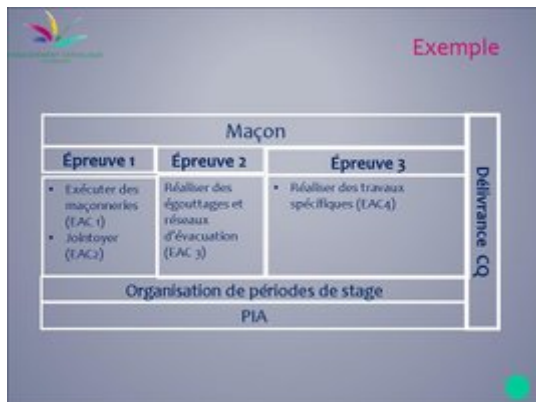 Exemple
Maçon
Épreuve 1
Épreuve 2
Épreuve 3
• Exécuter des
maçonneries
(EAC 1)
• Jointoyer
(EAC2)
Réaliser des
égouttages et
réseaux
d'évacuation
(EAC 3)
• Réaliser des travaux
spécifiques (EAC4)
Délivrance CQ
Organisation de périodes de stage
PIA